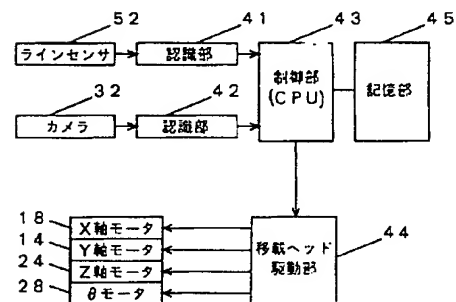 52
41
43
45
ラインセンサ
認識部
制御部
(CPU)
記憶部
32
42
カメラ
認識部
18
X軸モータ
14
Y軸モータ
24
Z軸モータ
28
θモータ
移載ヘッド
駆動部
44